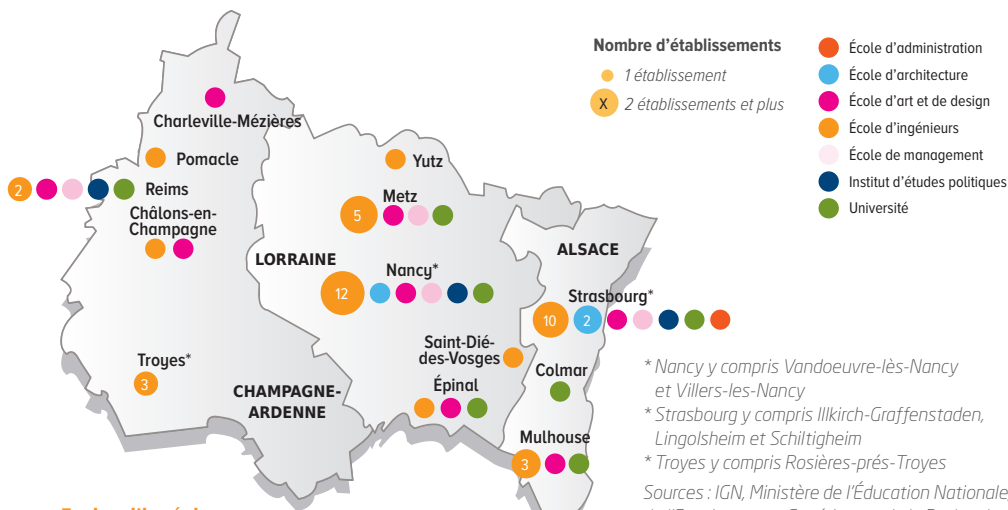 Nombre d'établissements
1 établissement
X 2 établissements et plus
École d'administration
École d'architecture
École d'art et de design
École d'ingénieurs
École de management
Institut d'études politiques
Université
Charleville-Mézières
Pomacle
Yutz
2 Reims
Metz
5
Châlons-en-
Champagne
LORRAINE
ALSACE
Nancy*
12
Strasbourg*
10 2
Saint-Dié-
des-Vosges
Troyes*
3
Colmar
Épinal
CHAMPAGNE-
ARDENNE
Mulhouse
3
* Nancy y compris Vandoeuvre-lès-Nancy
et Villers-les-Nancy
* Strasbourg y compris Illkirch-Graffenstaden,
Lingolsheim et Schiltigheim
* Troyes y compris Rosières-prés-Troyes
Sources : IGN, Ministère de l'Éducation Nationale